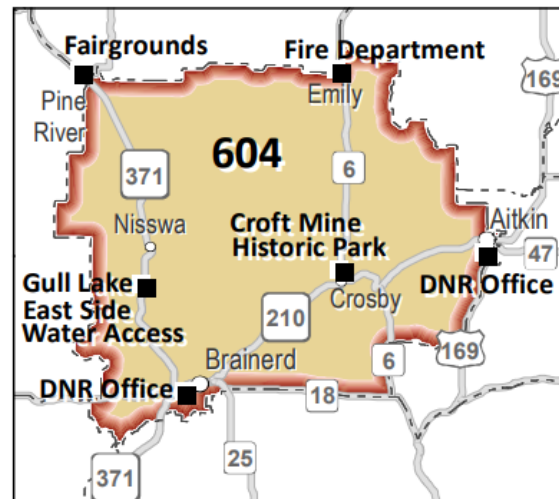 Fairgrounds
Fire Department
169
Pine
River
Emily
604
371
6
Nisswa
Croft Mine
Historic Park
Aitkin
47
Gull Lake
East Side
Water Access
DNR Office
Crosby
210
Brainerd
6
169
DNR Office
18
25
371